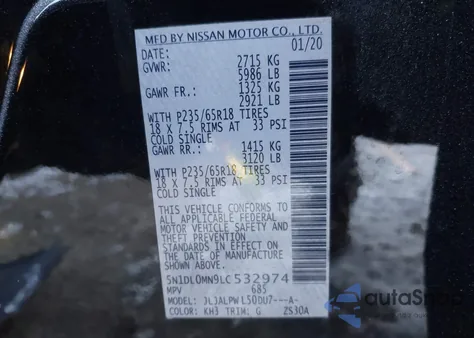 MFD BY NISSAN MOTOR CO., LTD.
DATE: 01/20
GVWR: 2715 KG
5986 LB
GAWR FR.: 1325 KG
2921 LB
WITH P235/65R18 TIRES
18 X 7.5 RIMS AT 33 PSI
COLD SINGLE
GAWR RR.: 1415 KG
3120 LB
WITH P235/65R18 TIRES
18 X 7.5 RIMS AT 33 PSI
COLD SINGLE
THIS VEHICLE CONFORMS TO
ALL APPLICABLE FEDERAL
MOTOR VEHICLE SAFETY
AND THEFT PREVENTION
STANDARDS IN EFFECT ON
THE DATE OF MANUFACTURE
SHOWN ABOVE.
5N1DL0MN9LC532974
MPV 685
MODEL: JLJALPWL50DU7---A-
COLOR: KH3 TRIM: G ZS30A